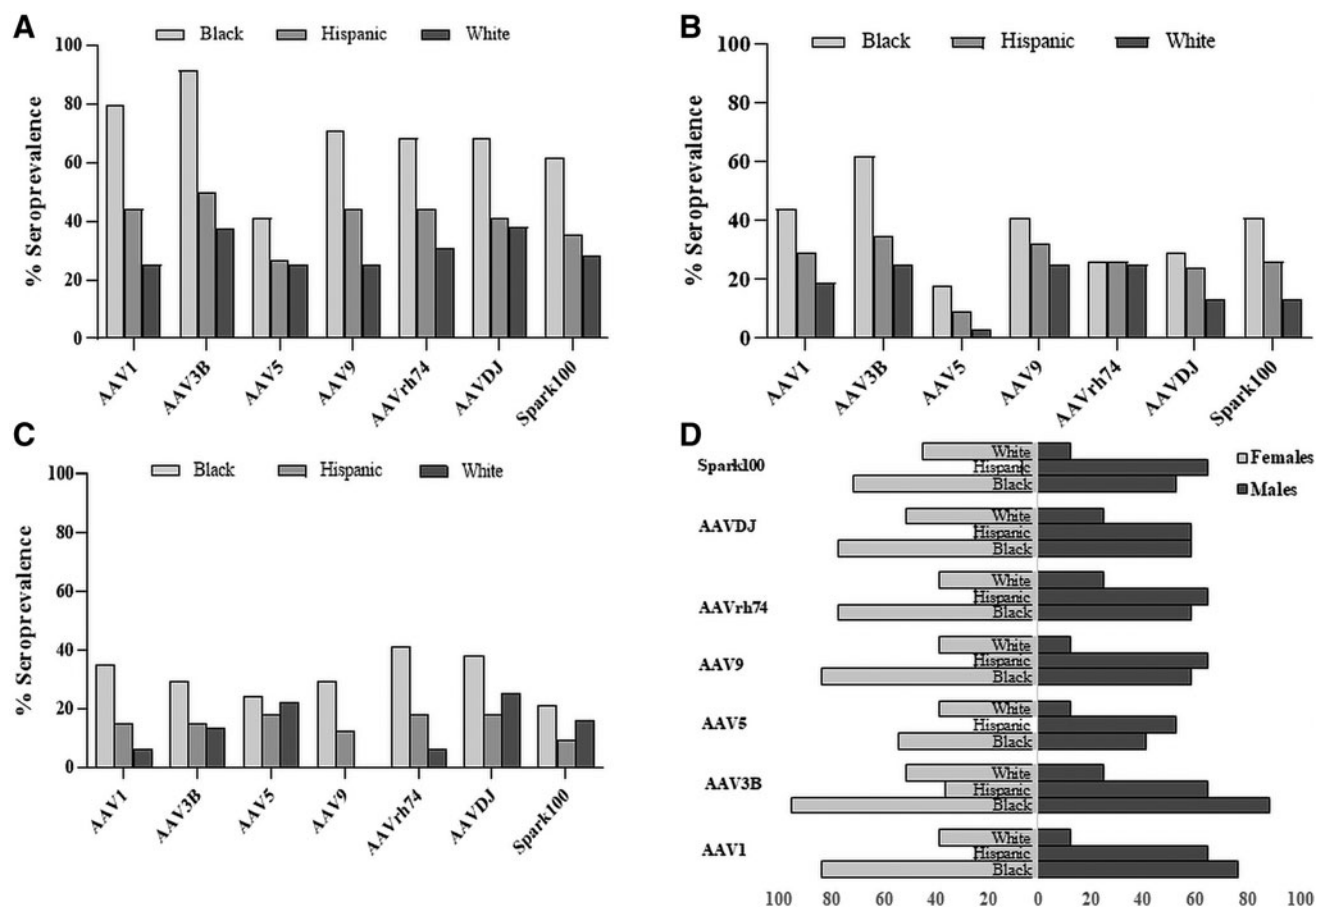 A
Black Hispanic White
% Seroprevalence
100
80
60
40
20
0
AAV1 AAV3B AAV5 AAV9 AAVrh74 AAVDJ Spark100
B
Black Hispanic White
% Seroprevalence
100
80
60
40
20
0
AAV1 AAV3B AAV5 AAV9 AAVrh74 AAVDJ Spark100
C
Black Hispanic White
% Seroprevalence
100
80
60
40
20
0
AAV1 AAV3B AAV5 AAV9 AAVrh74 AAVDJ Spark100
D
Females
Males
Spark100
White
Hispanic
Black
AAVDJ
White
Hispanic
Black
AAVrh74
White
Hispanic
Black
AAV9
White
Hispanic
Black
AAV5
White
Hispanic
Black
AAV3B
White
Hispanic
Black
AAV1
White
Hispanic
Black
100 80 60 40 20 0 20 40 60 80 100